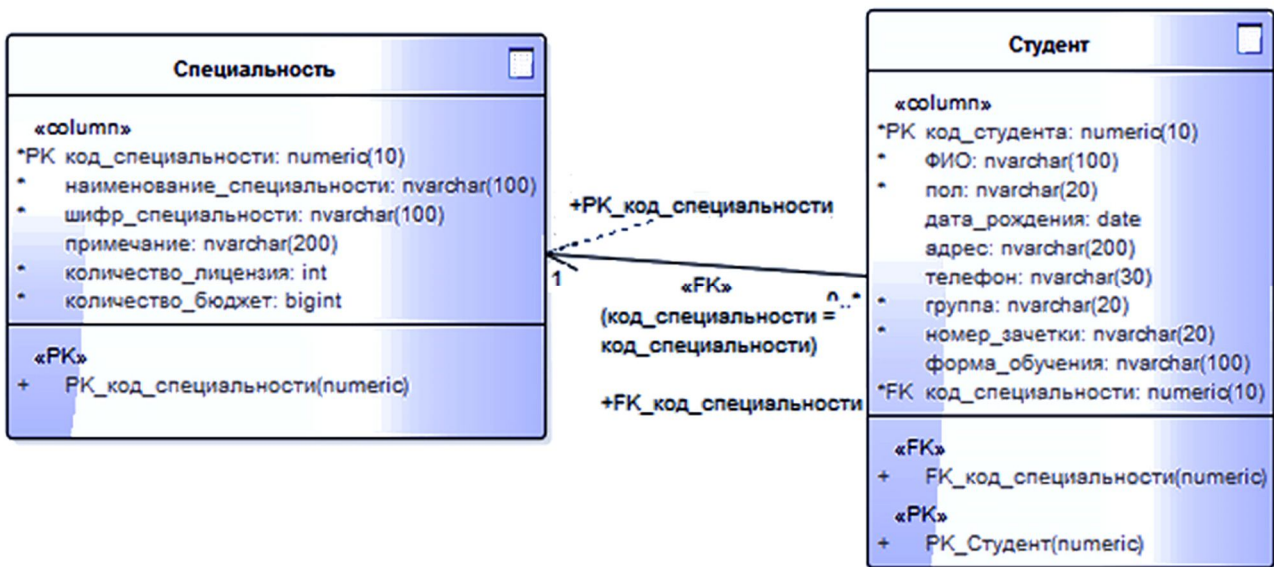 Специальность
«column»
*PK код_специальности: numeric(10)
* наименование_специальности: nvarchar(100)
* шифр_специальности: nvarchar(100)
примечание: nvarchar(200)
* количество_лицензия: int
* количество_бюджет: bigint
«PK»
+ PK_код_специальности(numeric)
+PK_код_специальности
1
«FK»
0..*
(код_специальности =
код_специальности)
+FK_код_специальности
Студент
«column»
*PK код_студента: numeric(10)
* ФИО: nvarchar(100)
* пол: nvarchar(20)
дата_рождения: date
адрес: nvarchar(200)
телефон: nvarchar(30)
* группа: nvarchar(20)
* номер_зачетки: nvarchar(20)
форма_обучения: nvarchar(100)
*FK код_специальности: numeric(10)
«FK»
+ FK_код_специальности(numeric)
«PK»
+ PK_Студент(numeric)